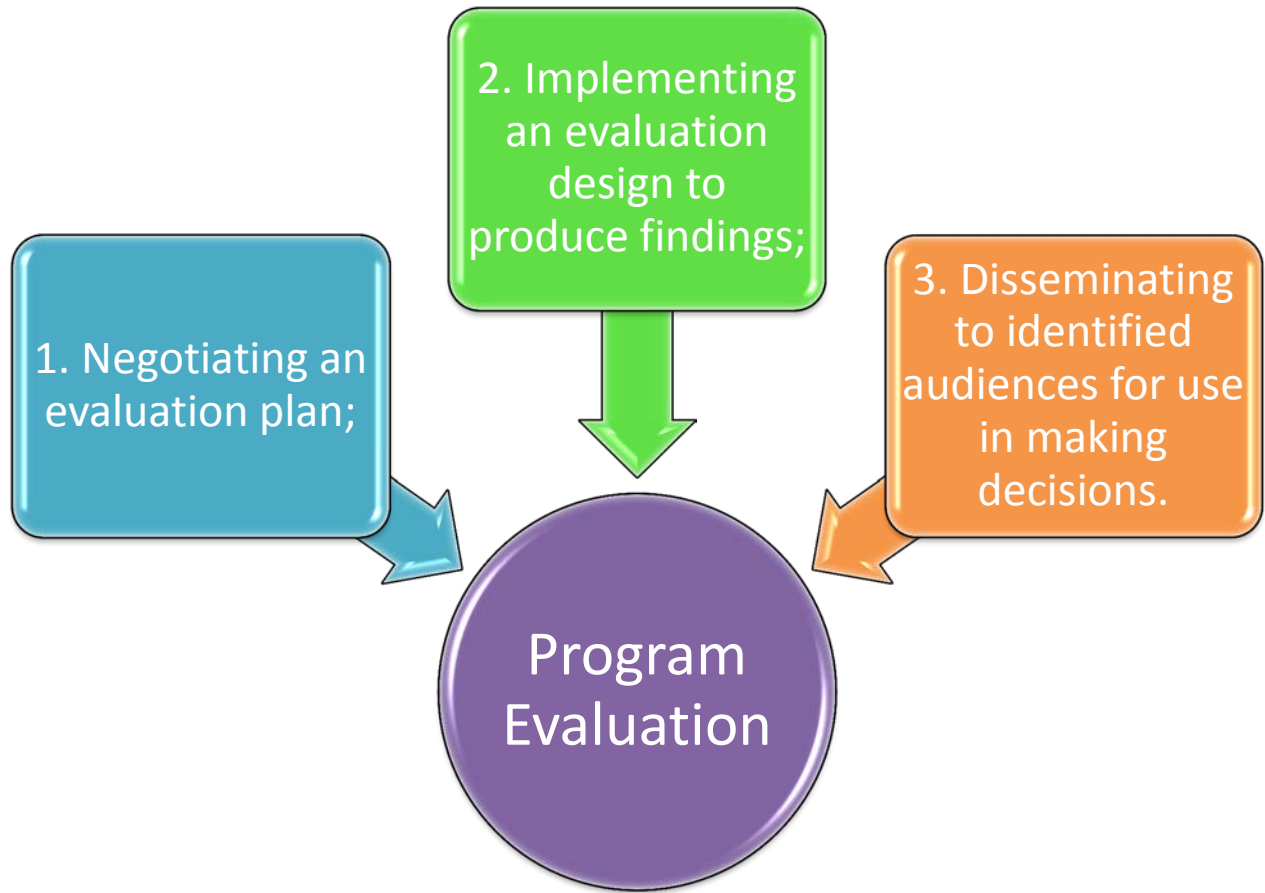 1. Negotiating an
evaluation plan;
2. Implementing
an evaluation
design to
produce findings;
3. Disseminating
to identified
audiences for use
in making
decisions.
Program
Evaluation